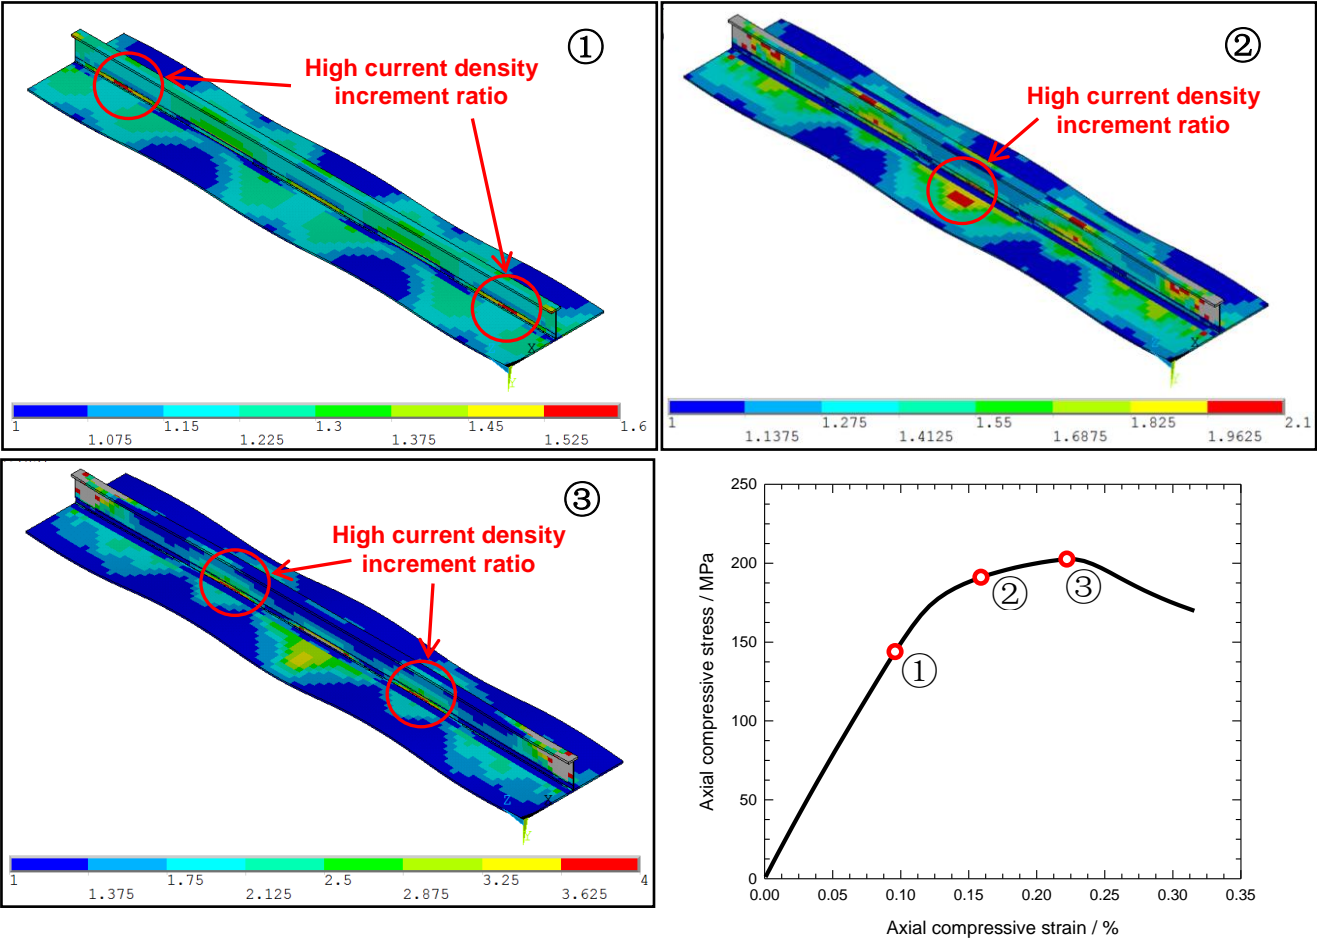 ①
High current density
increment ratio
X
1 1.15 1.3 1.45 1.6
1.075 1.225 1.375 1.525
②
High current density
increment ratio
X
1 1.275 1.55 1.825 2.1
1.1375 1.4125 1.6875 1.9625
③
High current density
increment ratio
Z X
1 1.75 2.5 3.25 4
1.375 2.125 2.875 3.625
250
200
150
100
50
0
Axial compressive stress / MPa
①
②
③
0.00 0.05 0.10 0.15 0.20 0.25 0.30 0.35
Axial compressive strain / %